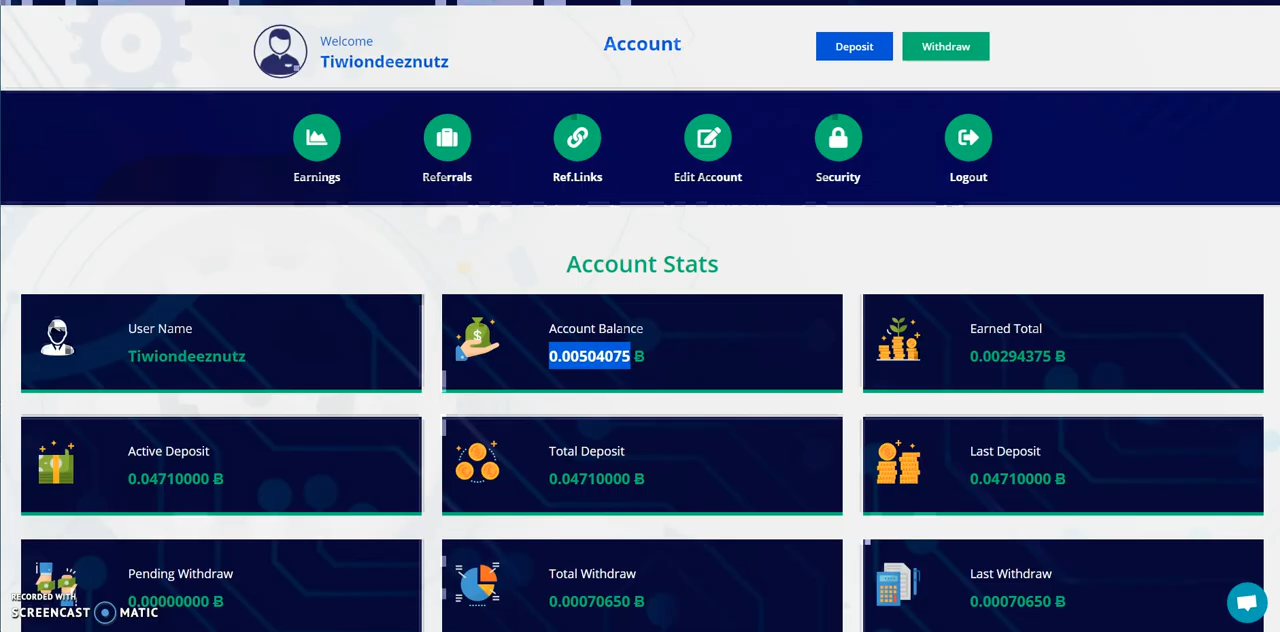 Welcome
Tiwiondeeznutz
Account
Deposit
Withdraw
Earnings
Referrals
Ref.Links
Edit Account
Security
Logout
Account Stats
User Name
Tiwiondeeznutz
Account Balance
0.00504075 Ƀ
Earned Total
0.00294375 Ƀ
Active Deposit
0.04710000 Ƀ
Total Deposit
0.04710000 Ƀ
Last Deposit
0.04710000 Ƀ
Pending Withdraw
0.00000000 Ƀ
Total Withdraw
0.00070650 Ƀ
Last Withdraw
0.00070650 Ƀ
RECORDED WITH
SCREENCAST MATIC